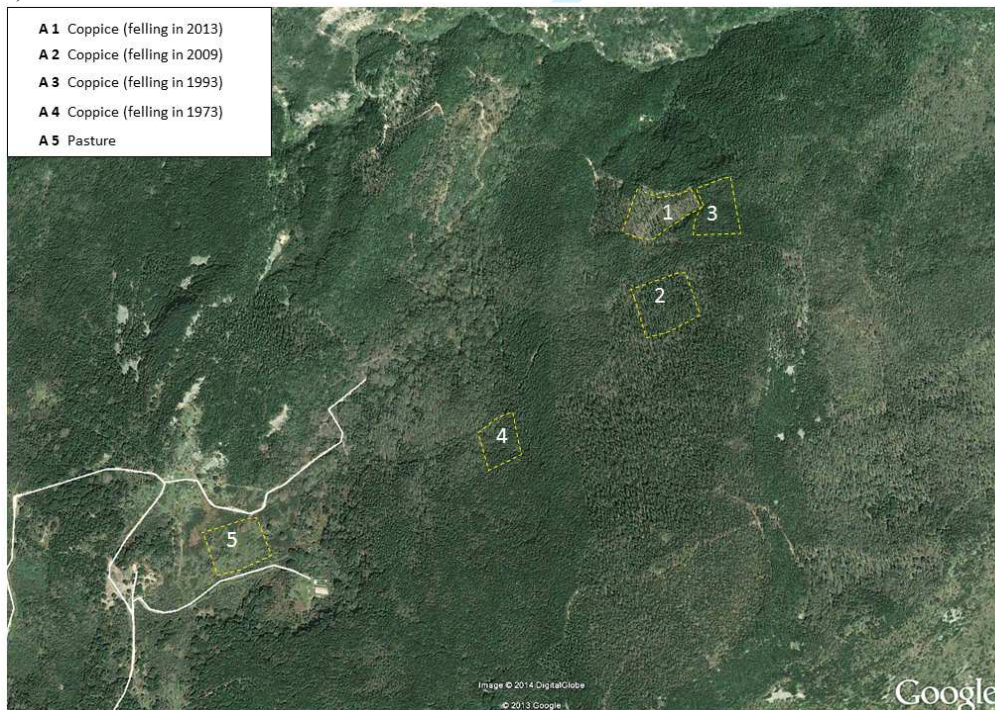 A 1 Coppice (felling in 2013)
A 2 Coppice (felling in 2009)
A 3 Coppice (felling in 1993)
A 4 Coppice (felling in 1973)
A 5 Pasture
1
3
2
4
5
Image © 2014 DigitalGlobe
© 2013 Google
Google